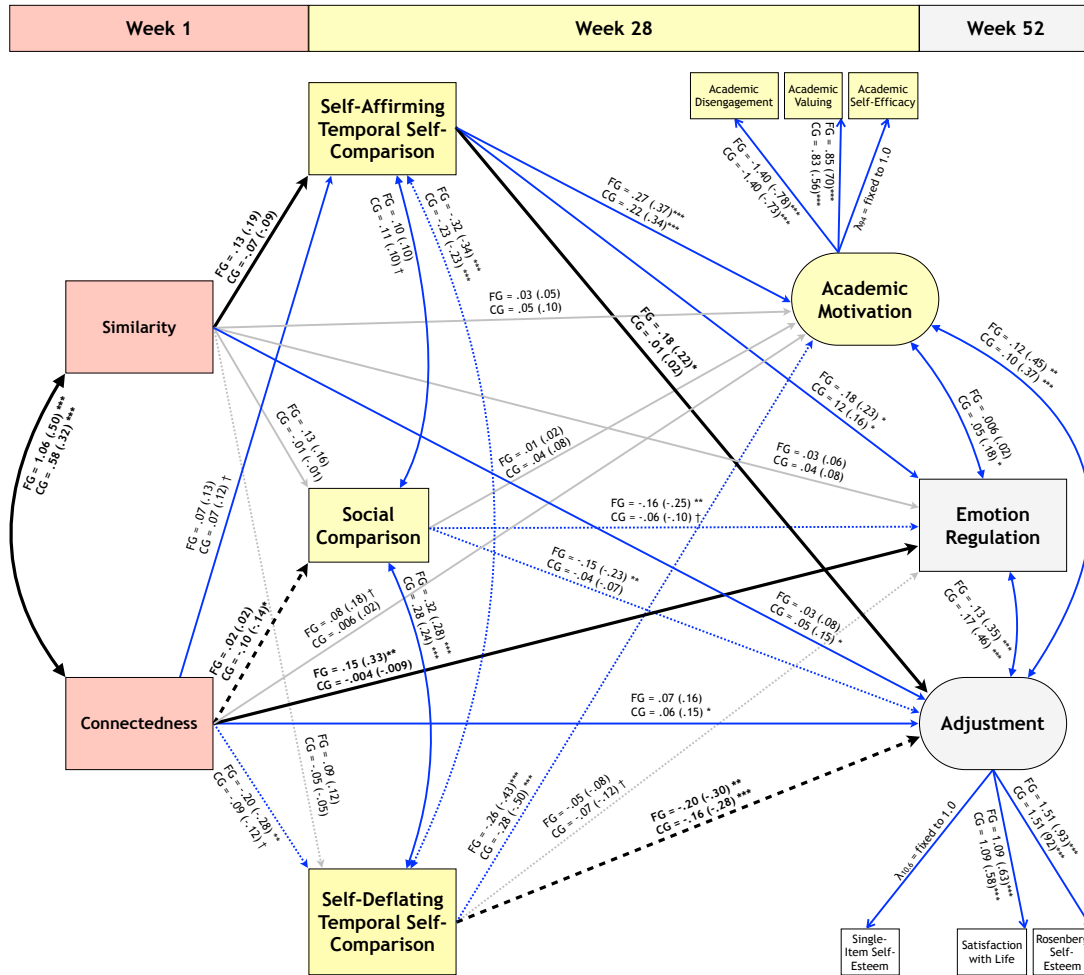 Week 1
Week 28
Week 52
Academic
Disengagement
Academic
Valuing
Academic
Self-Efficacy
Self-Affirming
Temporal Self-
Comparison
FG = -1.40 (-.78)***
CG = -1.40 (-.73)***
FG = .85 (70)***
CG = .83 (.56)***
λ9,4 = fixed to 1.0
FG = .13 (.19)
CG = -.07 (-.09)
FG = .10 (.10)
CG = .11 (.10) †
FG = -.32 (-.34) ***
CG = -.23 (-.23) ***
FG = .27 (.37)***
CG = .22 (.34)***
Similarity
FG = .03 (.05)
CG = .05 (.10)
Academic
Motivation
FG = .18 (.22)*
CG = .01 (.02)
FG = .12 (.45) **
CG = .10 (.37) ***
FG = 1.06 (.50) ***
CG = .58 (.32) ***
FG = .18 (.23) *
CG = .12 (.16) *
FG = .006 (.02)
CG = .05 (.18) *
FG = .13 (.16)
CG = -.01 (-.01)
FG = .01 (.02)
CG = .04 (.08)
FG = .03 (.06)
CG = .04 (.08)
FG = .07 (.13)
CG = .07 (.12) †
Social
Comparison
FG = -.16 (-.25) **
CG = -.06 (-.10) †
Emotion
Regulation
FG = -.15 (-.23) **
CG = -.04 (-.07)
FG = .02 (.02)
CG = -.10 (-.14)*
FG = .08 (.18) †
CG = .006 (.02)
FG = .32 (.28) ***
CG = .28 (.24) ***
FG = .03 (.08)
CG = .05 (.15) *
FG = .13 (.35) ***
CG = .17 (.46) ***
FG = .15 (.33)**
CG = -.004 (-.009)
Connectedness
FG = .07 (.16)
CG = .06 (.15) *
Adjustment
FG = -.20 (-.28) **
CG = -.09 (-.12) †
FG = .09 (.12)
CG = -.05 (-.05)
FG = -.26 (-.43)***
CG = -.28 (-.50) ***
FG = -.05 (-.08)
CG = -.07 (-.12) †
FG = -.20 (-.30) **
CG = -.16 (-.28) ***
λ10,6 = fixed to 1.0
FG = 1.09 (.63)***
CG = 1.09 (.58)***
FG = 1.51 (.93)***
CG = 1.51 (92)***
Self-Deflating
Temporal Self-
Comparison
Single-
Item Self-
Esteem
Satisfaction
with Life
Rosenberg
Self-
Esteem